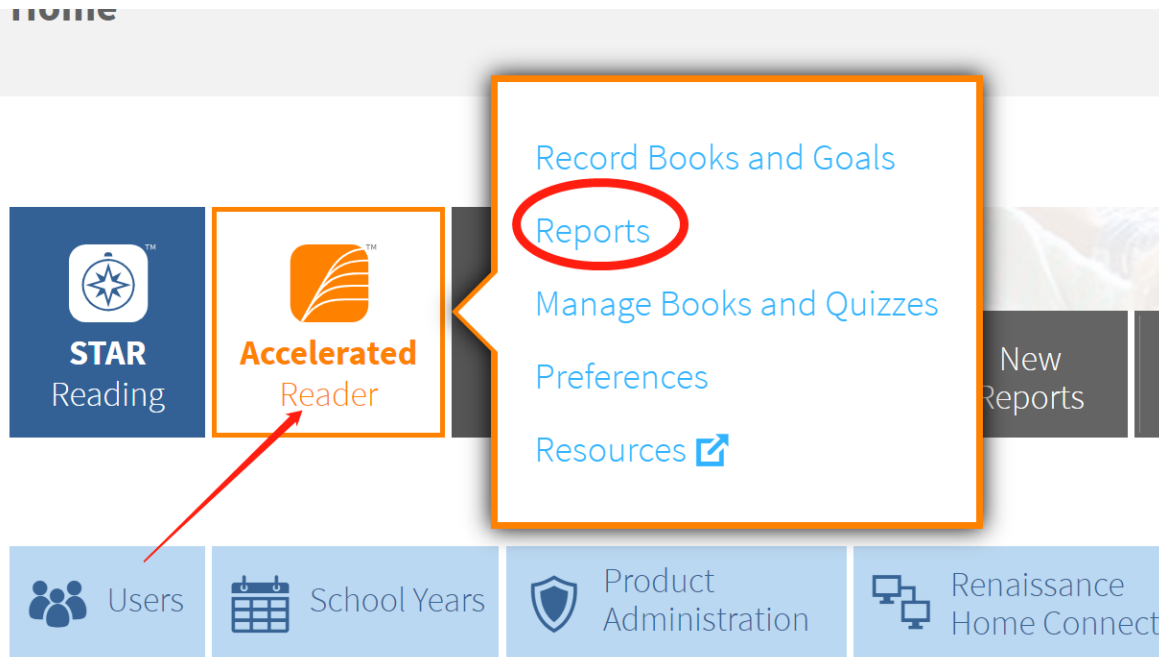 Home
STAR
Reading
Accelerated
Reader
Record Books and Goals
Reports
Manage Books and Quizzes
Preferences
Resources
New
Reports
Users
School Years
Product
Administration
Renaissance
Home Connect